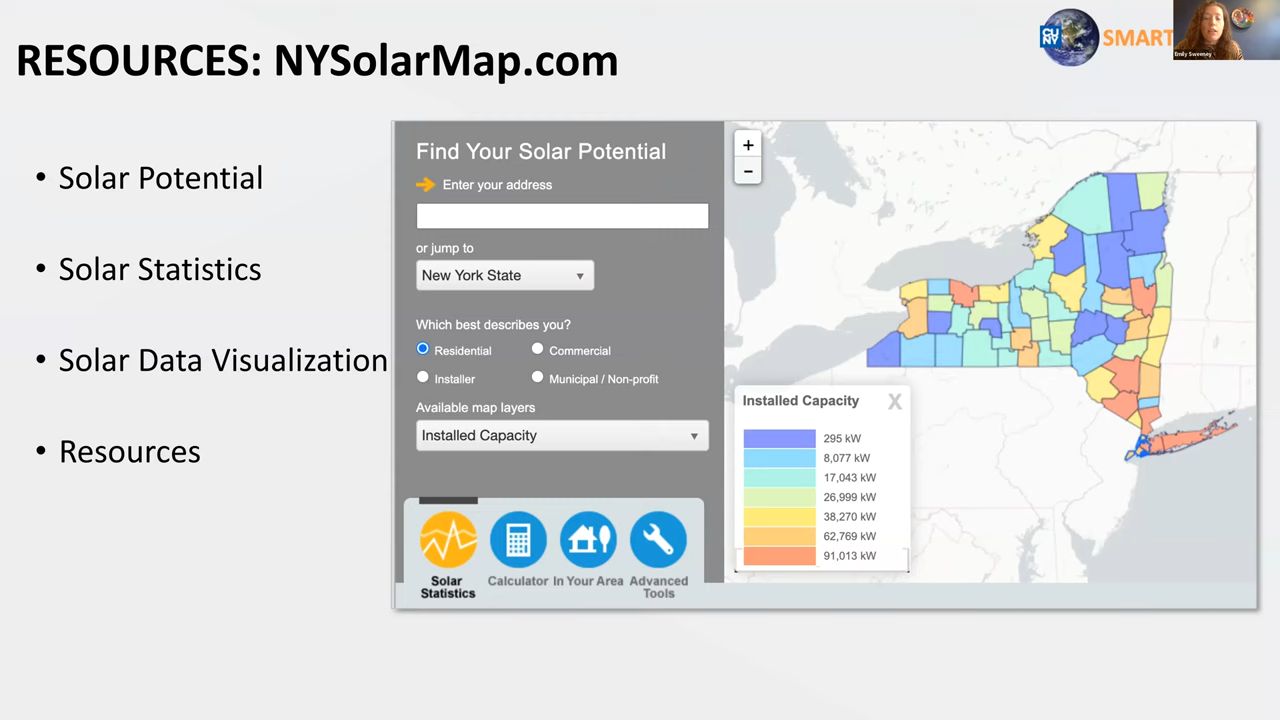 RESOURCES: NYSolarMap.com
CU
NY
SMART
Emily Sweeney
• Solar Potential
• Solar Statistics
• Solar Data Visualization
• Resources
Find Your Solar Potential
Enter your address
or jump to
New York State
Which best describes you?
Residential
Commercial
Installer
Municipal / Non-profit
Available map layers
Installed Capacity
Solar Statistics
Calculator
In Your Area
Advanced Tools
+
-
Installed Capacity
X
295 kW
8,077 kW
17,043 kW
26,999 kW
38,270 kW
62,769 kW
91,013 kW